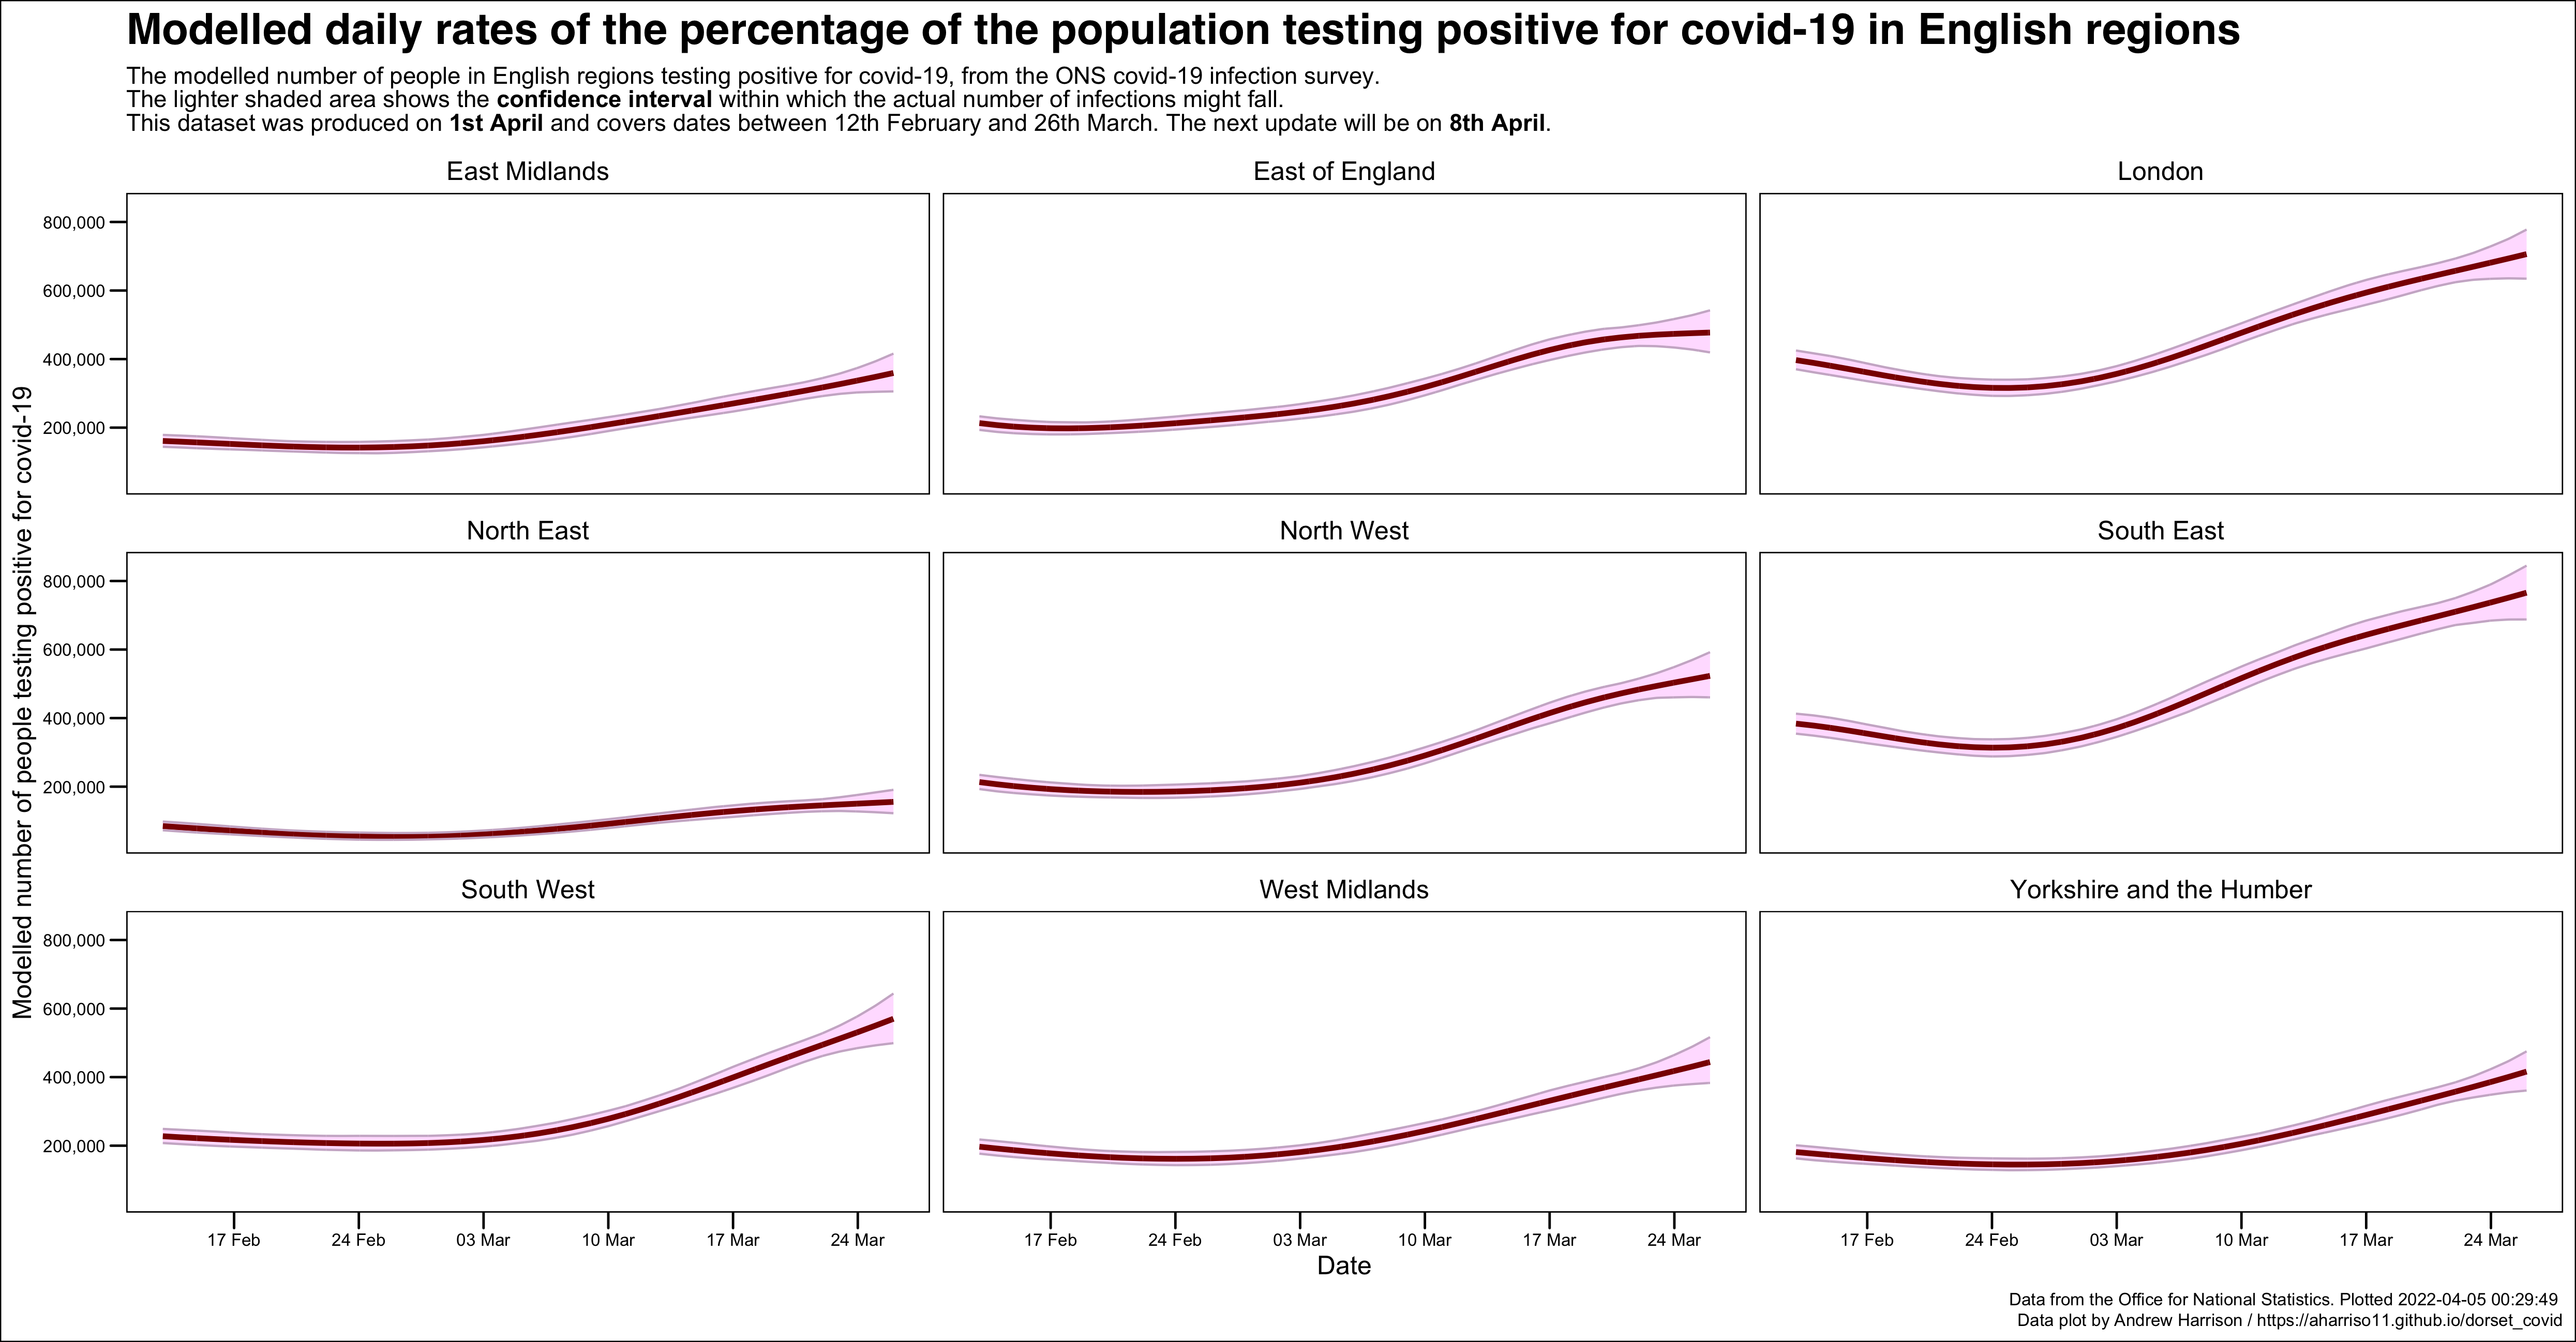 Modelled daily rates of the percentage of the population testing positive for covid-19 in English regions
The modelled number of people in English regions testing positive for covid-19, from the ONS covid-19 infection survey.
The lighter shaded area shows the confidence interval within which the actual number of infections might fall.
This dataset was produced on 1st April and covers dates between 12th February and 26th March. The next update will be on 8th April.
Modelled number of people testing positive for covid-19
East Midlands
East of England
London
800,000
600,000
400,000
200,000
North East
North West
South East
800,000
600,000
400,000
200,000
South West
West Midlands
Yorkshire and the Humber
800,000
600,000
400,000
200,000
17 Feb 24 Feb 03 Mar 10 Mar 17 Mar 24 Mar
17 Feb 24 Feb 03 Mar 10 Mar 17 Mar 24 Mar
17 Feb 24 Feb 03 Mar 10 Mar 17 Mar 24 Mar
Date
Data from the Office for National Statistics. Plotted 2022-04-05 00:29:49
Data plot by Andrew Harrison / https://aharriso11.github.io/dorset_covid